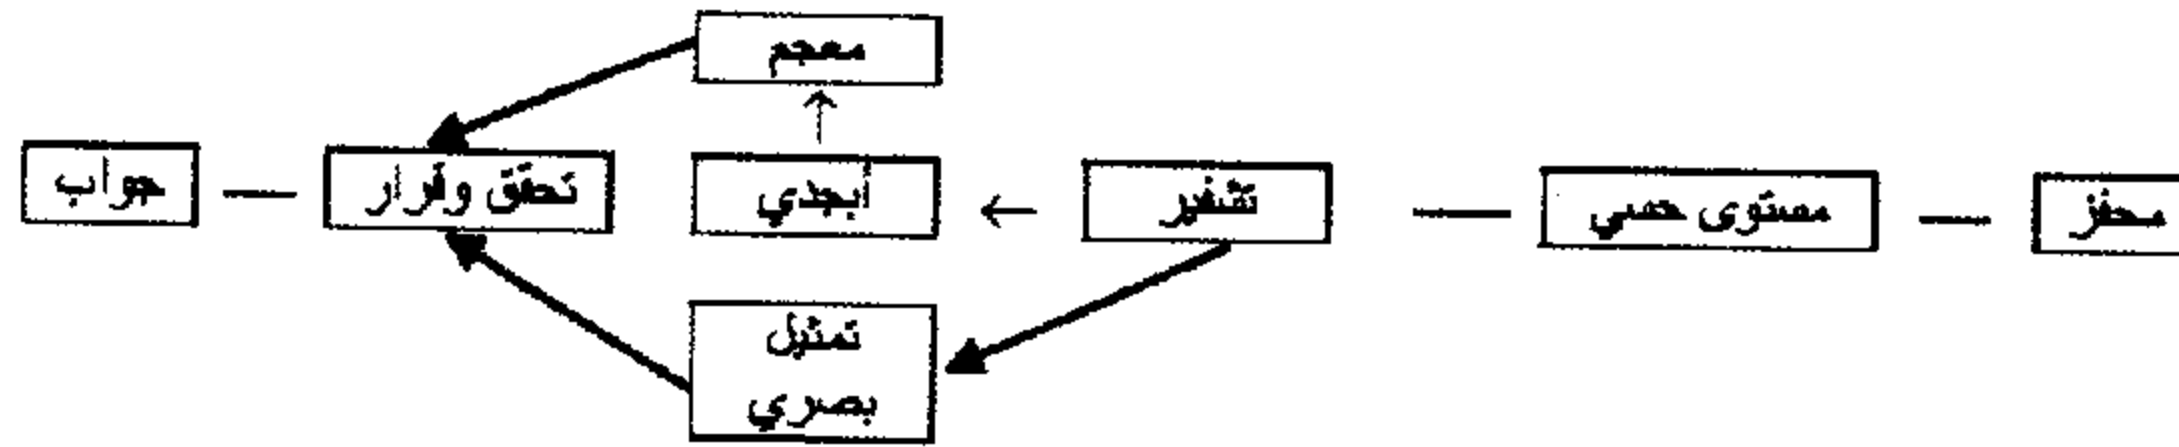 معجم
محفز
مستوى حسي
تشفير
أبجدي
تحقق وقرار
جواب
تمثيل
بصري